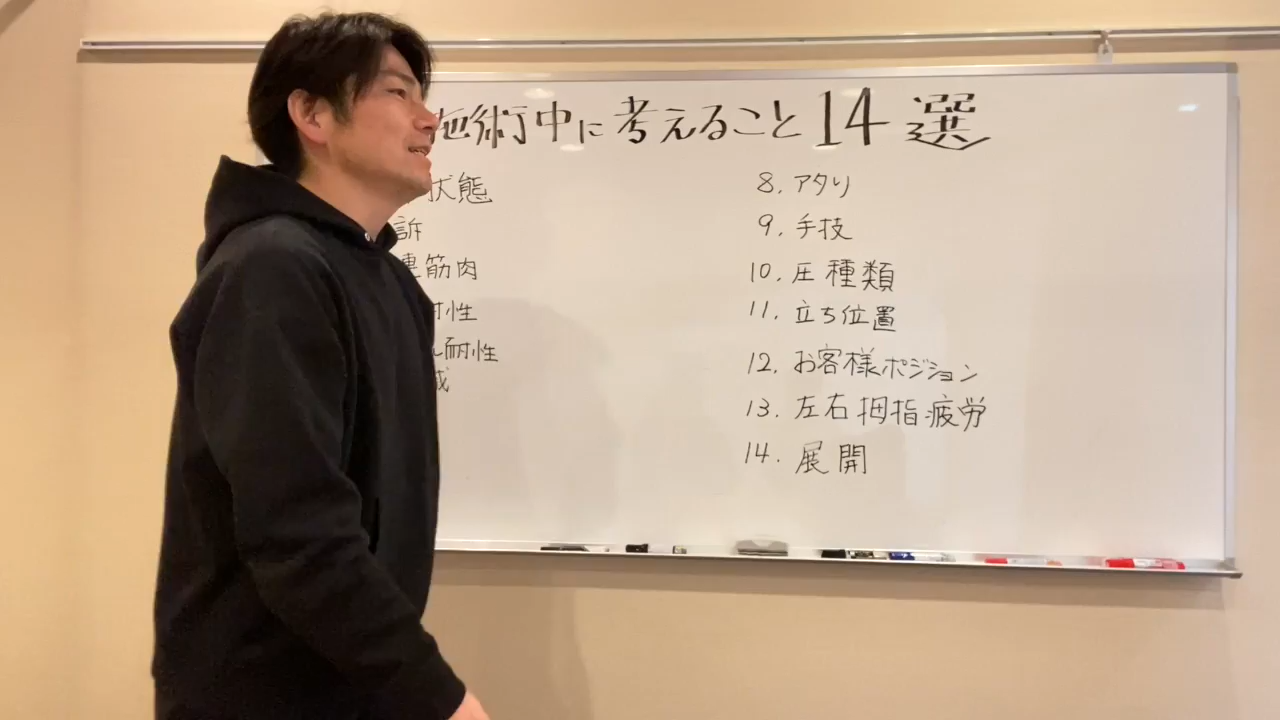 施術中に考えること14選
状態
訴
筋肉
耐性
耐性
8. アタリ
9. 手技
10. 圧種類
11. 立ち位置
12. お客様ポジション
13. 左右拇指疲労
14. 展開